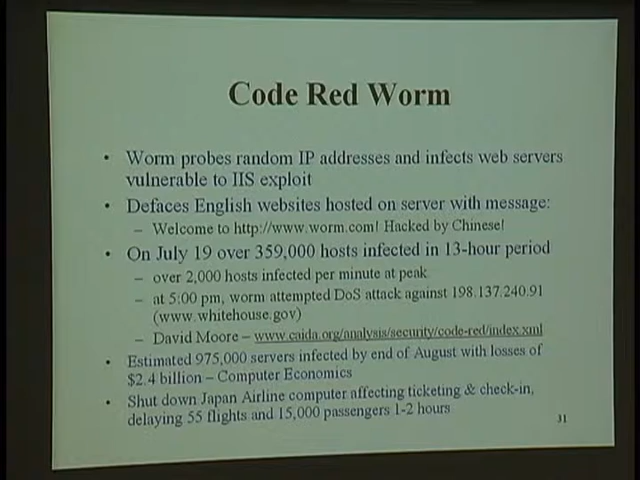 Code Red Worm
• Worm probes random IP addresses and infects web servers
vulnerable to IIS exploit
• Defaces English websites hosted on server with message:
– Welcome to http://www.worm.com! Hacked by Chinese!
• On July 19 over 359,000 hosts infected in 13-hour period
– over 2,000 hosts infected per minute at peak
– at 5:00 pm, worm attempted DoS attack against 198.137.240.91
(www.whitehouse.gov)
– David Moore – www.caida.org/analysis/security/code-red/index.xml
• Estimated 975,000 servers infected by end of August with losses of
$2.4 billion – Computer Economics
• Shut down Japan Airline computer affecting ticketing & check-in,
delaying 55 flights and 15,000 passengers 1-2 hours
31